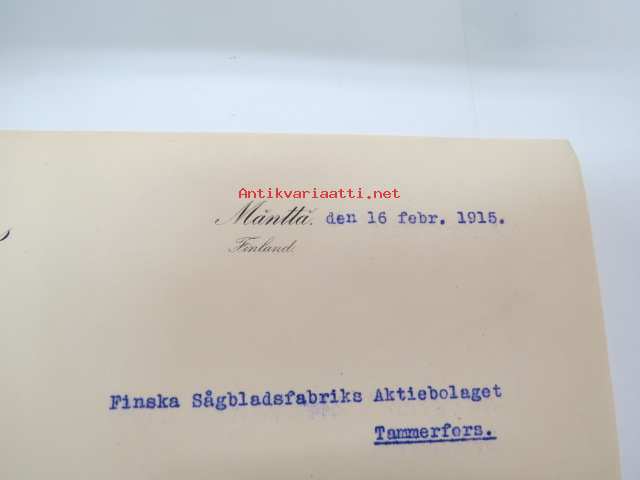 Antikvariaatti.net
Mänttä. den 16 febr. 1915.
Finland.
Finska Sågbladsfabriks Aktiebolaget
Tammerfors.